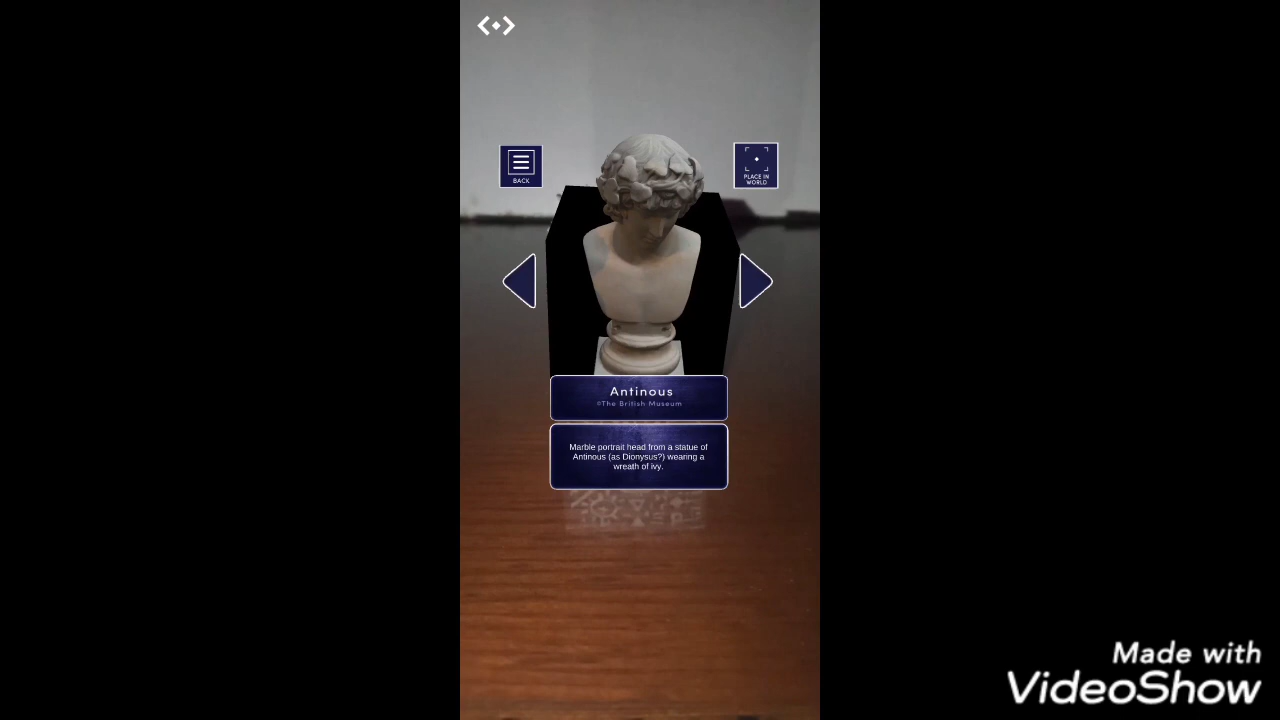 BACK
PLACE IN
WORLD
Antinous
©The British Museum
Marble portrait head from a statue of
Antinous (as Dionysus?) wearing a
wreath of ivy.
Made with
VideoShow